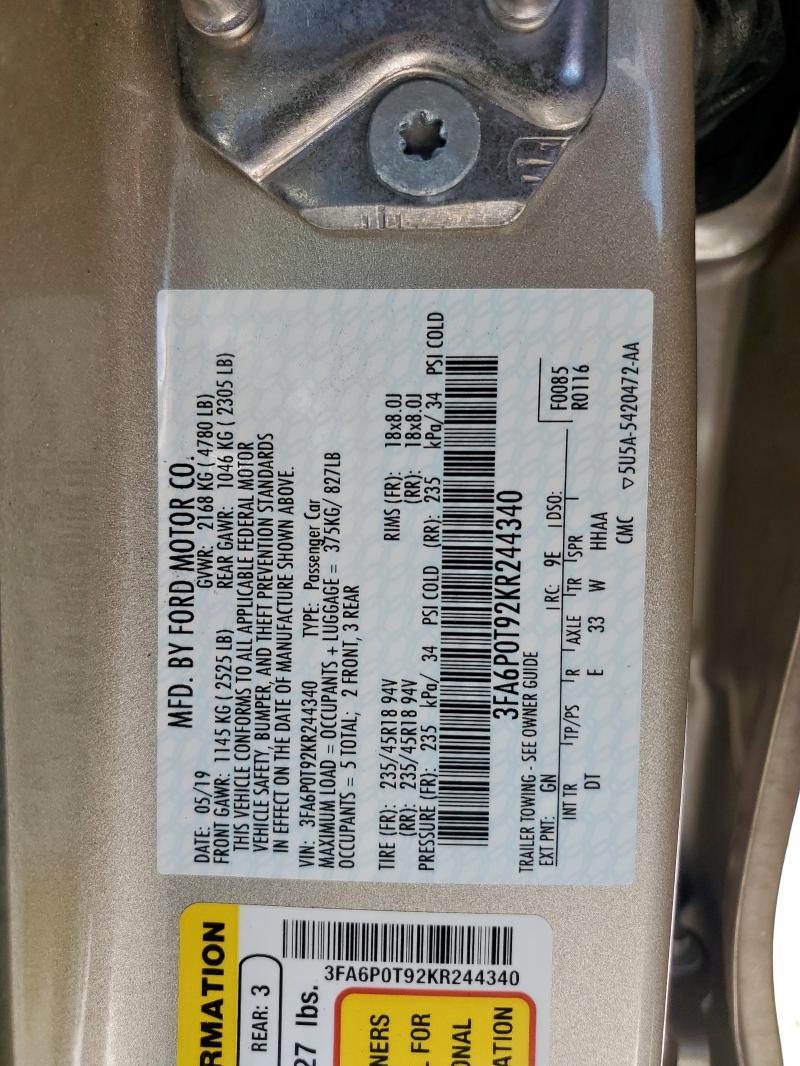 MFD. BY FORD MOTOR CO.
DATE: 05/19 GVWR: 2168 KG ( 4780 LB)
FRONT GAWR: 1145 KG ( 2525 LB) REAR GAWR: 1046 KG ( 2305 LB)
THIS VEHICLE CONFORMS TO ALL APPLICABLE FEDERAL MOTOR
VEHICLE SAFETY, BUMPER, AND THEFT PREVENTION STANDARDS
IN EFFECT ON THE DATE OF MANUFACTURE SHOWN ABOVE.
VIN: 3FA6P0T92KR244340 TYPE: Passenger Car
MAXIMUM LOAD = OCCUPANTS + LUGGAGE = 375KG/ 827LB
OCCUPANTS = 5 TOTAL; 2 FRONT, 3 REAR
TIRE (FR): 235/45R18 94V RIMS (FR): 18x8.0J
(RR): 235/45R18 94V (RR): 18x8.0J
PRESSURE (FR): 235 kPa/ 34 PSI COLD (RR): 235 kPa/ 34 PSI COLD
3FA6P0T92KR244340
TRAILER TOWING - SEE OWNER GUIDE
EXT PNT: GN RC: 9E DSO: F0085
INT TR TP/PS R AXLE TR SPR R0116
DT E 33 W HHAA
CMC ▽5U5A-5420472-AA
RMATION
REAR: 3
27 lbs.
3FA6P0T92KR244340
NERS
L FOR
ONAL
ATION